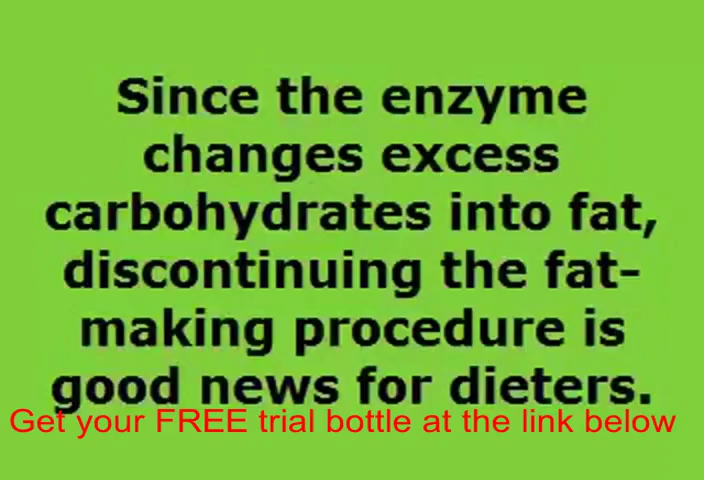 Since the enzyme
changes excess
carbohydrates into fat,
discontinuing the fat-
making procedure is
good news for dieters.
Get your FREE trial bottle at the link below